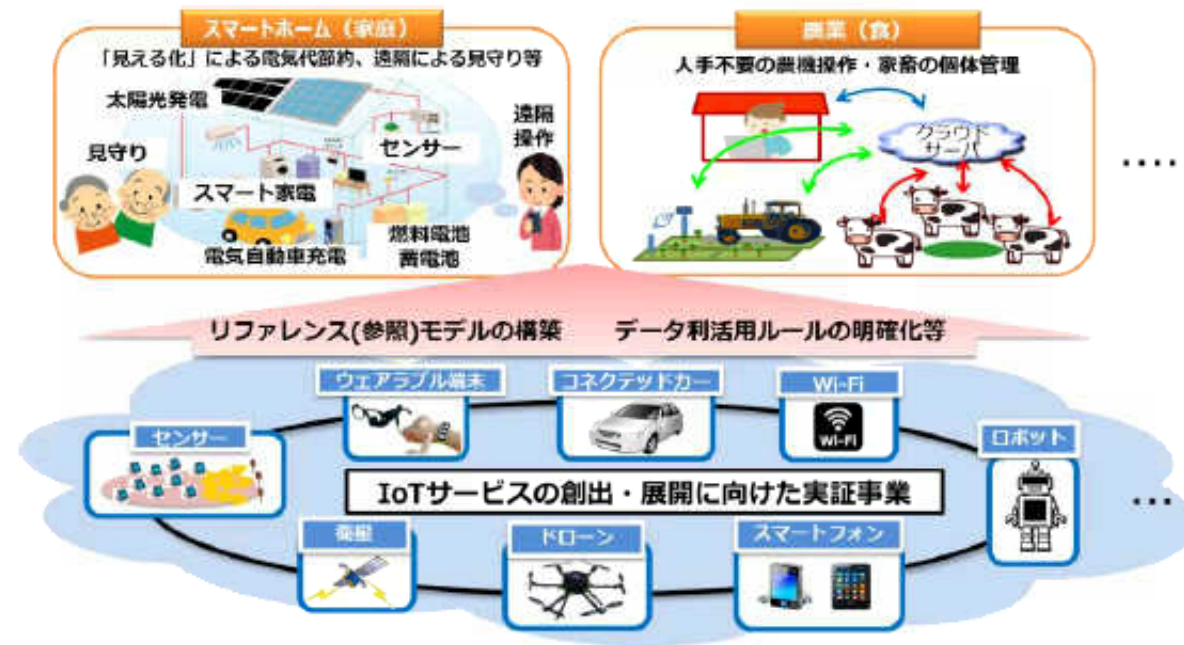 スマートホーム（家庭）
「見える化」による電気代節約、遠隔による見守り等
太陽光発電
遠隔
操作
センサー
見守り
スマート家電
燃料電池
蓄電池
電気自動車充電
農業（食）
人手不要の農機操作・家畜の個体管理
クラウド
サーバ
････
リファレンス(参照)モデルの構築 データ利活用ルールの明確化等
ウェアラブル端末
コネクテッドカー
Wi-Fi
Wi-Fi
センサー
ロボット
IoTサービスの創出・展開に向けた実証事業
･･･
衛星
ドローン
スマートフォン